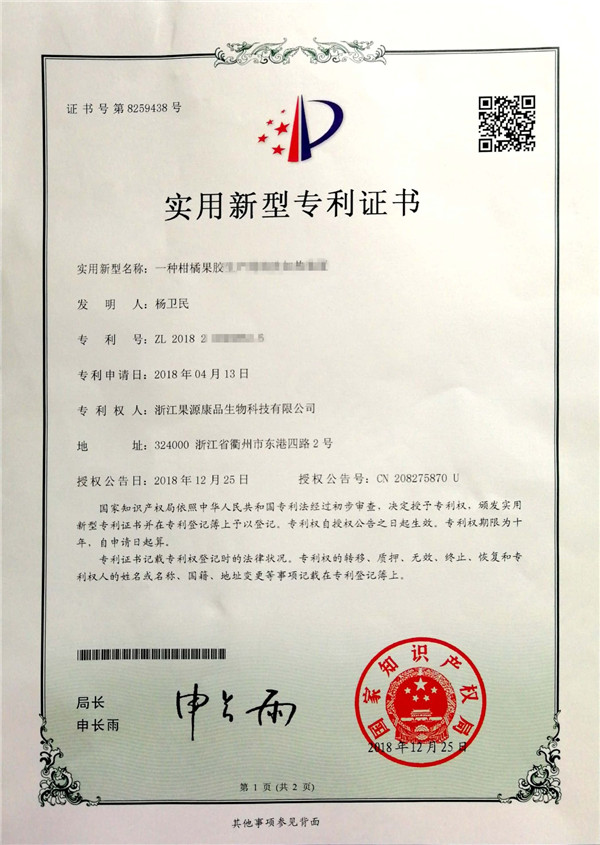 证书号第8259438号
实用新型专利证书
实用新型名称：一种柑橘果胶
发明人：杨卫民
专利号：ZL 2018 2
专利申请日：2018年04月13日
专利权人：浙江果源康品生物科技有限公司
地址：324000 浙江省衢州市东港四路2号
授权公告日：2018年12月25日 授权公告号：CN 208275870 U
国家知识产权局依照中华人民共和国专利法经过初步审查，决定授予专利权，颁发实用
新型专利证书并在专利登记簿上予以登记。专利权自授权公告之日起生效。专利权期限为十
年，自申请日起算。
专利证书记载专利权登记时的法律状况。专利权的转移、质押、无效、终止、恢复和专
利权人的姓名或名称、国籍、地址变更等事项记载在专利登记簿上。
局长
申长雨
申长雨
国家知识产权局
2018年12月25日
第1页(共2页)
其他事项参见背面